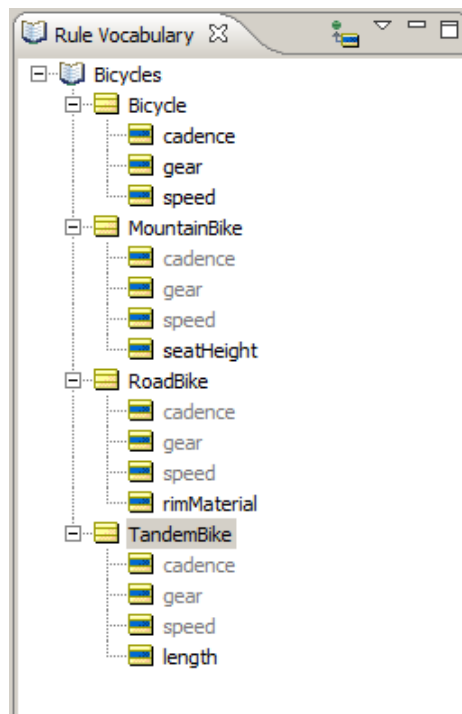 Rule Vocabulary
Bicycles
Bicycle
cadence
gear
speed
MountainBike
cadence
gear
speed
seatHeight
RoadBike
cadence
gear
speed
rimMaterial
TandemBike
cadence
gear
speed
length